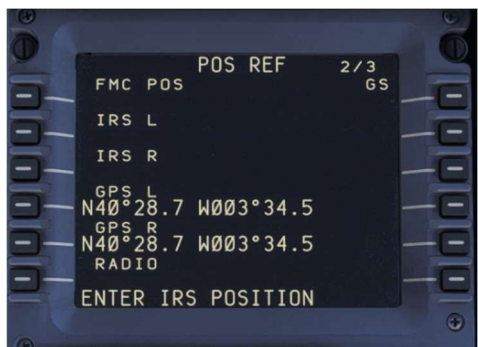 POS REF 2/3
FMC POS GS
IRS L
IRS R
GPS L
N40°28.7 W003°34.5
GPS R
N40°28.7 W003°34.5
RADIO
ENTER IRS POSITION